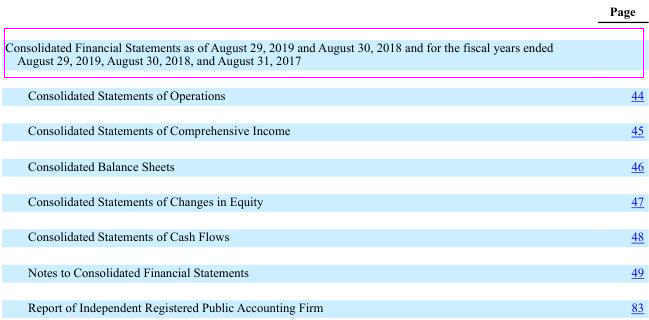 Page
Consolidated Financial Statements as of August 29, 2019 and August 30, 2018 and for the fiscal years ended
August 29, 2019, August 30, 2018, and August 31, 2017
Consolidated Statements of Operations 44
Consolidated Statements of Comprehensive Income 45
Consolidated Balance Sheets 46
Consolidated Statements of Changes in Equity 47
Consolidated Statements of Cash Flows 48
Notes to Consolidated Financial Statements 49
Report of Independent Registered Public Accounting Firm 83